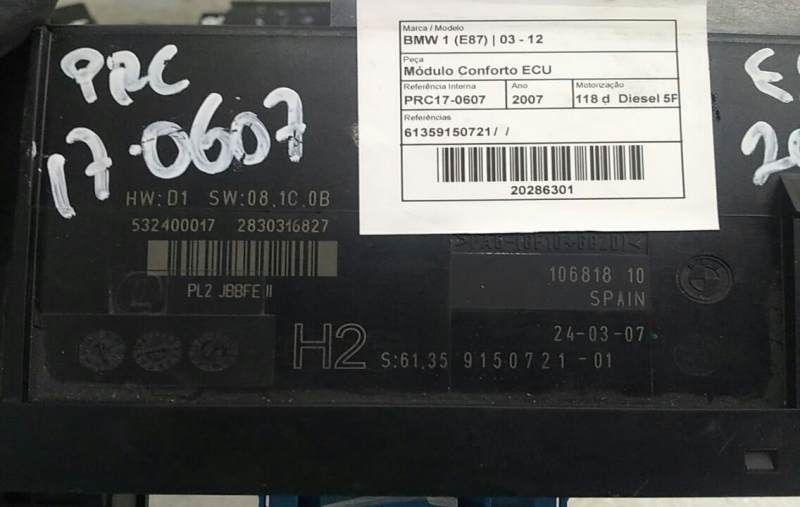 PRC
17-0607
Marca / Modelo
BMW 1 (E87) | 03 - 12
Peça
Módulo Conforto ECU
Referência Interna
PRC17-0607
Ano
2007
Motorização
118 d Diesel 5P
Referências
61359150721/ /
20286301
HW:D1 SW:08.1C.0B
532400017 2830316827
PL2 JBBFE II
106818 10
SPAIN
24-03-07
H2 S:61.35 9150721-01